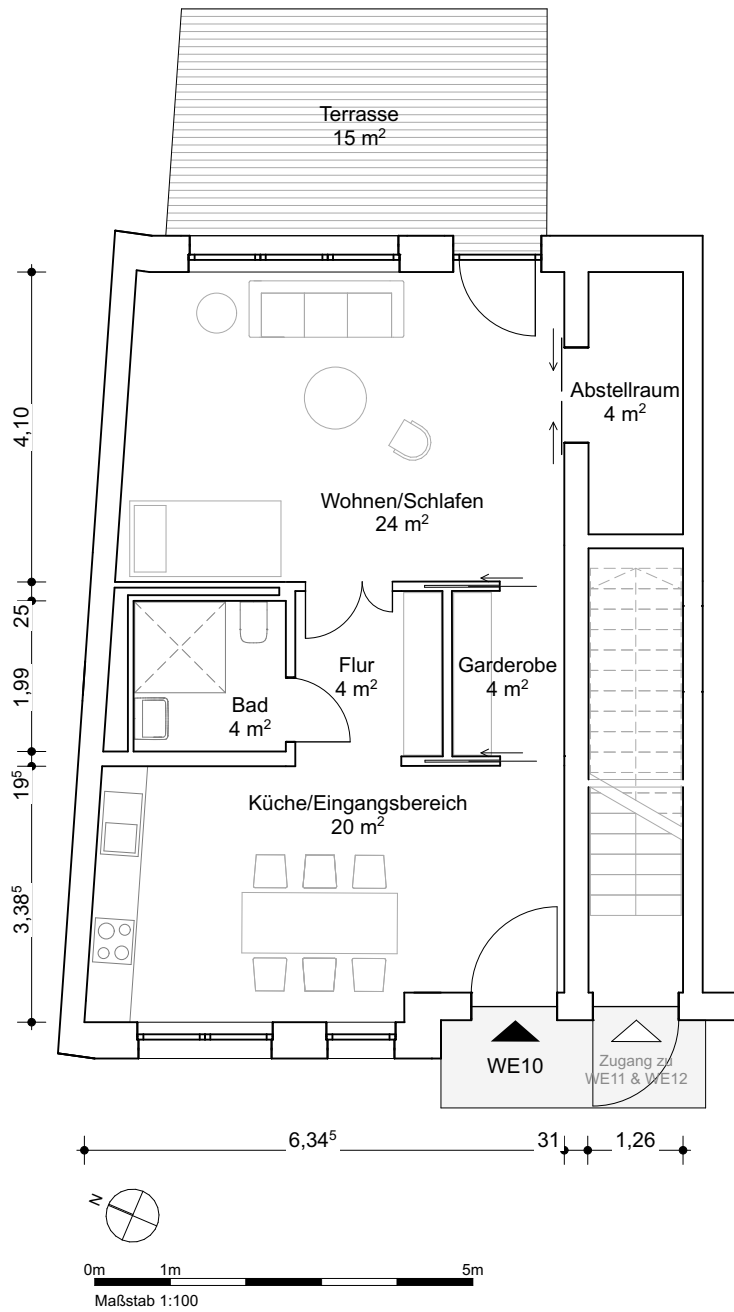 Terrasse
15 m²
Abstellraum
4 m²
4,10
Wohnen/Schlafen
24 m²
25
Flur
4 m²
Garderobe
4 m²
1,99
Bad
4 m²
19⁵
Küche/Eingangsbereich
20 m²
3,38⁵
WE10
Zugang zu
WE11 & WE12
6,34⁵ 31 1,26
N
0m 1m 5m
Maßstab 1:100